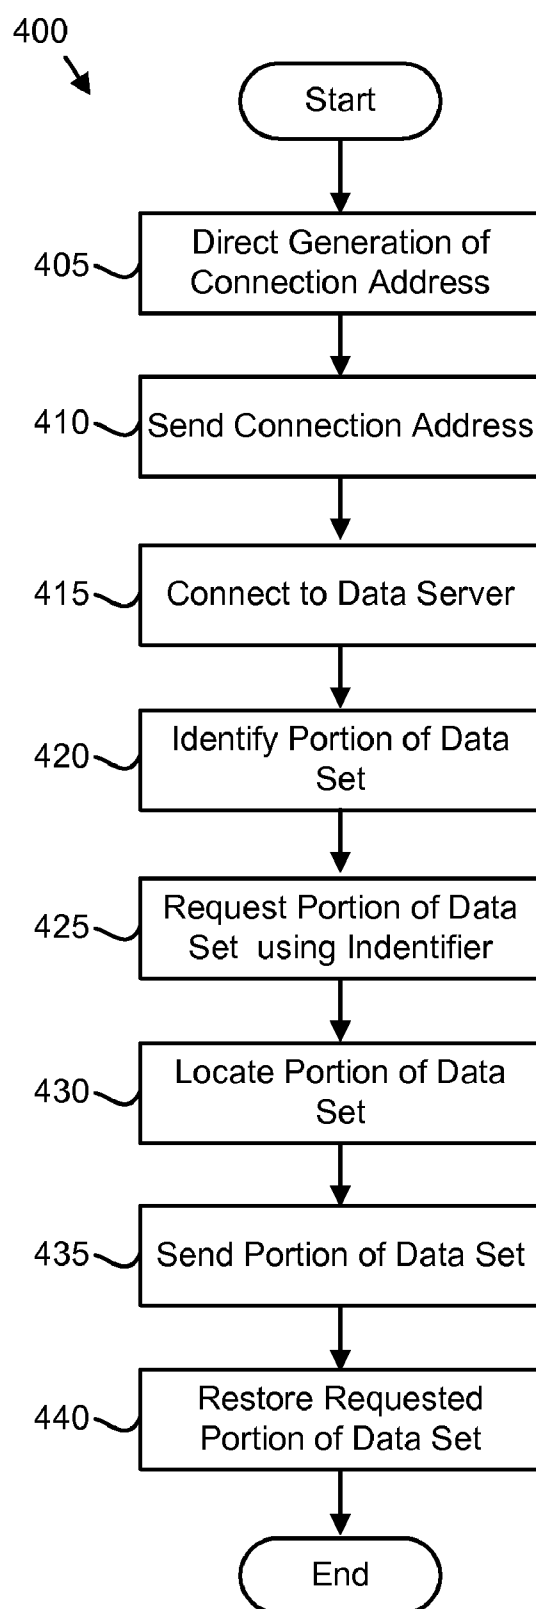 400
Start
405
Direct Generation of
Connection Address
410
Send Connection Address
415
Connect to Data Server
420
Identify Portion of Data
Set
425
Request Portion of Data
Set  using Indentifier
430
Locate Portion of Data
Set
435
Send Portion of Data Set
440
Restore Requested
Portion of Data Set
End